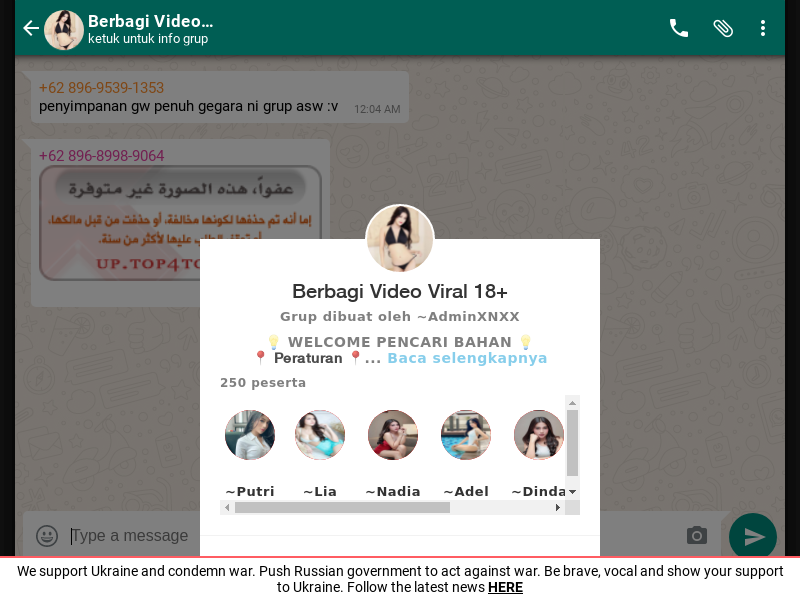 Berbagi Video...
ketuk untuk info grup
+62 896-9539-1353
penyimpanan gw penuh gegara ni grup asw :v 12:04 AM
+62 896-8998-9064
عفواً، هذه الصورة غير متوفرة
إما أنه تم حذفها لكونها مخالفة، أو حذفت من قبل مالكها،
أو توقف الطلب عليها لأكثر من سنة.
UP.TOP4TO
Berbagi Video Viral 18+
Grup dibuat oleh ~AdminXNXX
💡 WELCOME PENCARI BAHAN 💡
📍 Peraturan 📍... Baca selengkapnya
250 peserta
~Putri ~Lia ~Nadia ~Adel ~Dinda
Type a message
We support Ukraine and condemn war. Push Russian government to act against war. Be brave, vocal and show your support
to Ukraine. Follow the latest news HERE